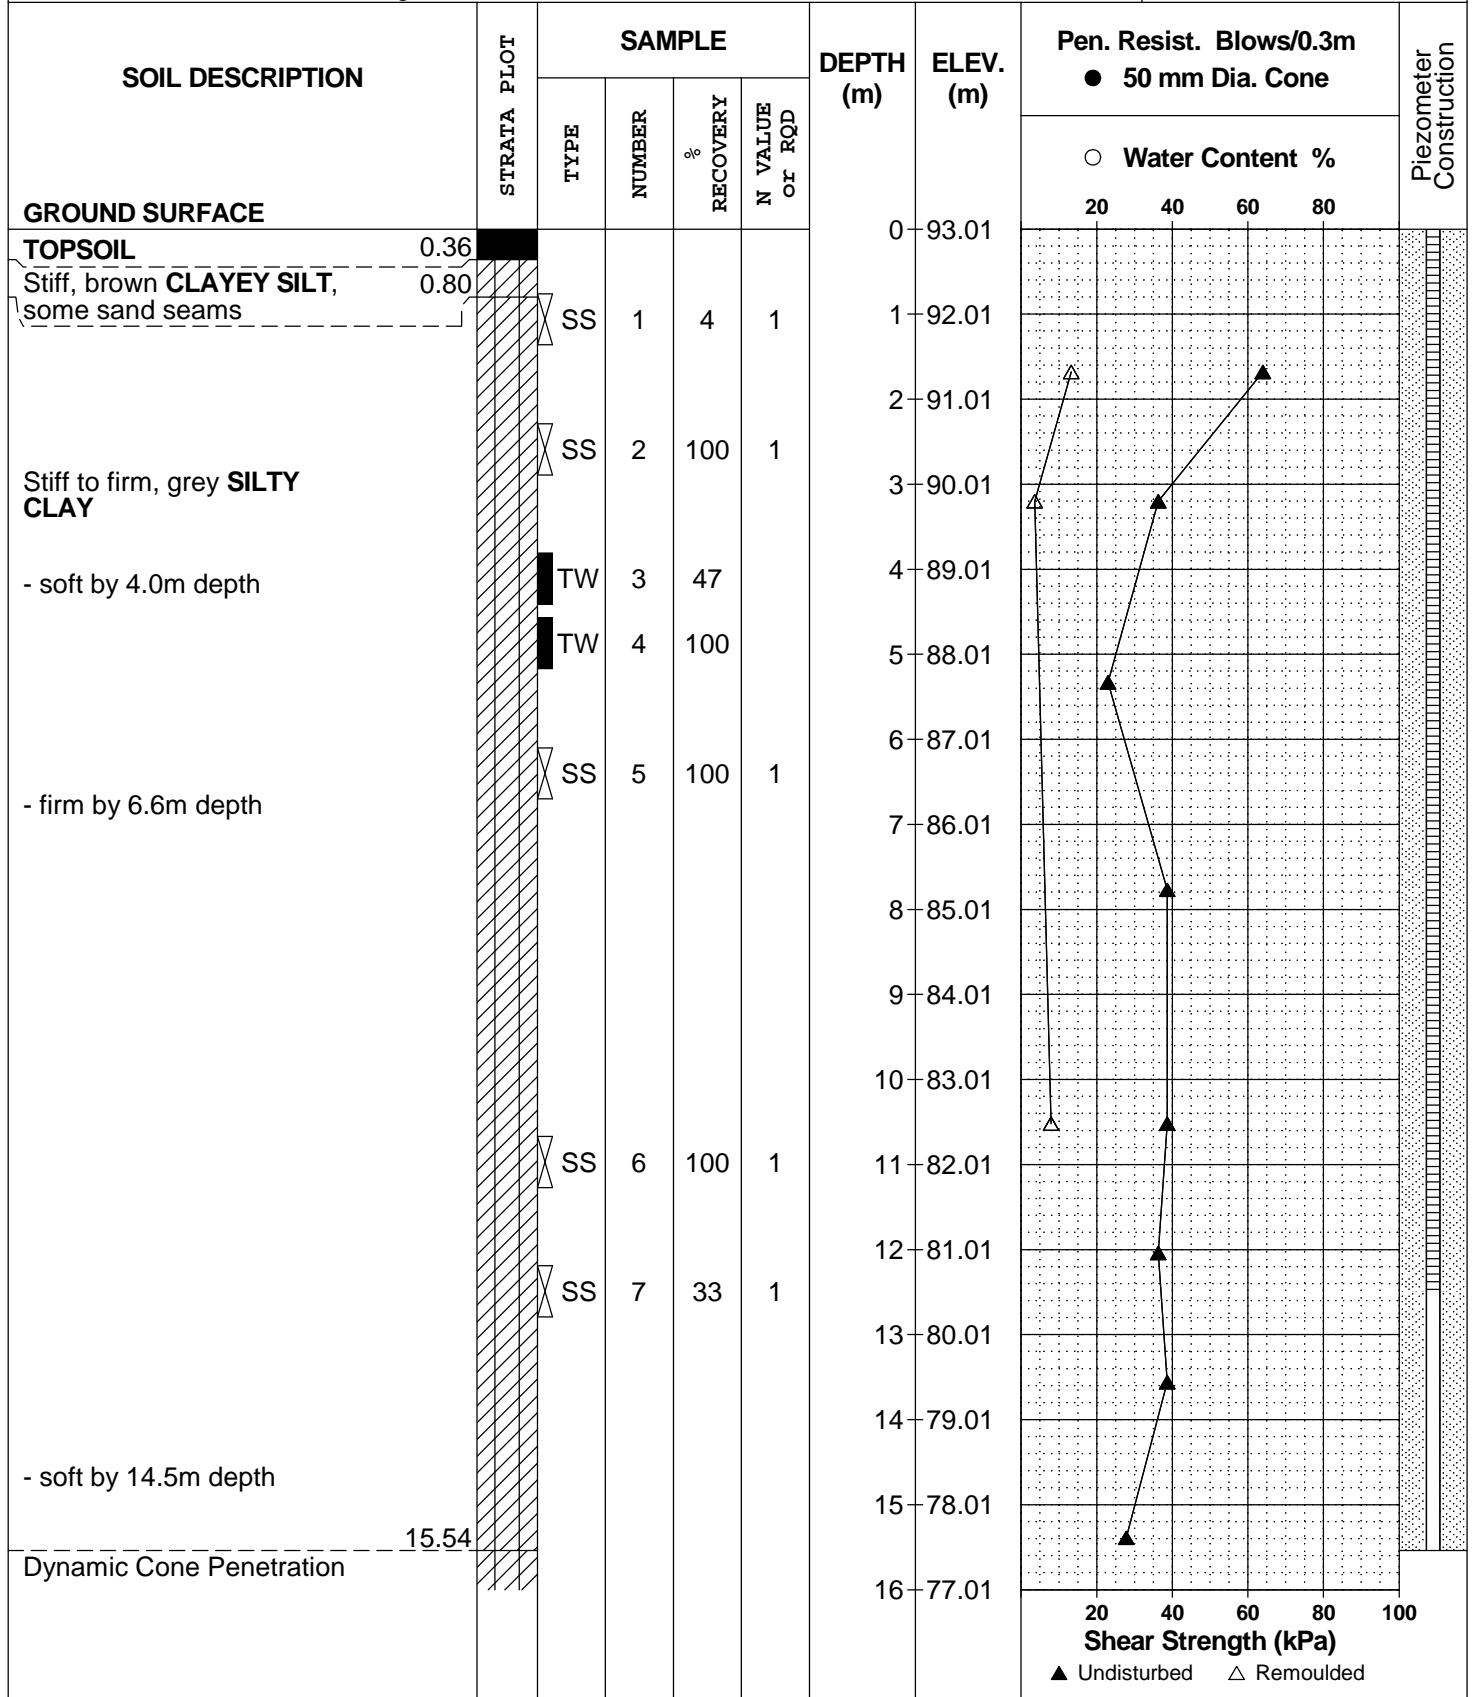 SOIL DESCRIPTION
GROUND SURFACE
STRATA PLOT
SAMPLE
TYPE
NUMBER
% RECOVERY
N VALUE or RQD
DEPTH (m)
ELEV. (m)
Pen. Resist. Blows/0.3m
● 50 mm Dia. Cone
○ Water Content %
20 40 60 80
Piezometer Construction
TOPSOIL 0.36
Stiff, brown CLAYEY SILT, 0.80
some sand seams
Stiff to firm, grey SILTY
CLAY
- soft by 4.0m depth
- firm by 6.6m depth
- soft by 14.5m depth
15.54
Dynamic Cone Penetration
SS 1 4 1
SS 2 100 1
TW 3 47
TW 4 100
SS 5 100 1
SS 6 100 1
SS 7 33 1
0 93.01
1 92.01
2 91.01
3 90.01
4 89.01
5 88.01
6 87.01
7 86.01
8 85.01
9 84.01
10 83.01
11 82.01
12 81.01
13 80.01
14 79.01
15 78.01
16 77.01
20 40 60 80 100
Shear Strength (kPa)
▲ Undisturbed △ Remoulded